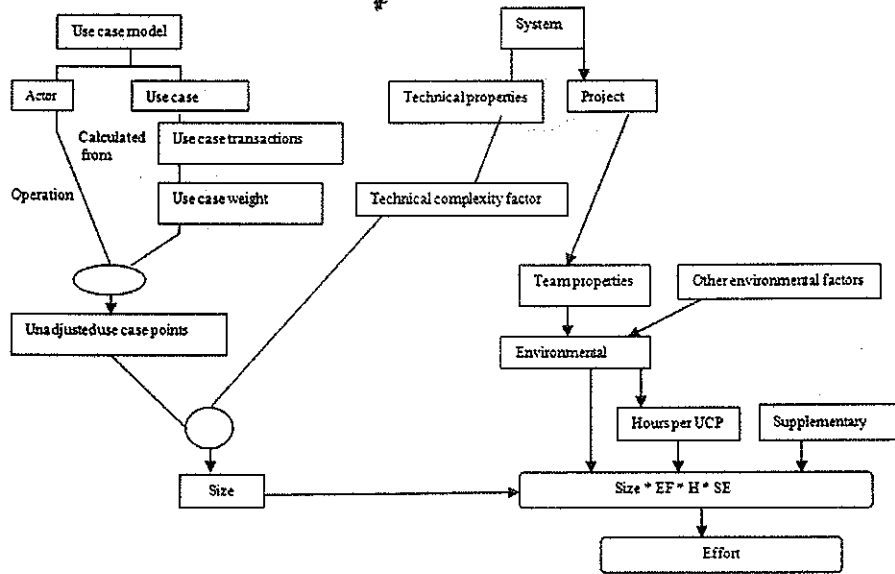 Use case model
System
Actor
Use case
Technical properties
Project
Calculated
from
Use case transactions
Operation
Use case weight
Technical complexity factor
Team properties
Other environmental factors
Unadjusteduse case points
Environmental
Hours per UCP
Supplementary
Size
Size * EF * H * SE
Effort